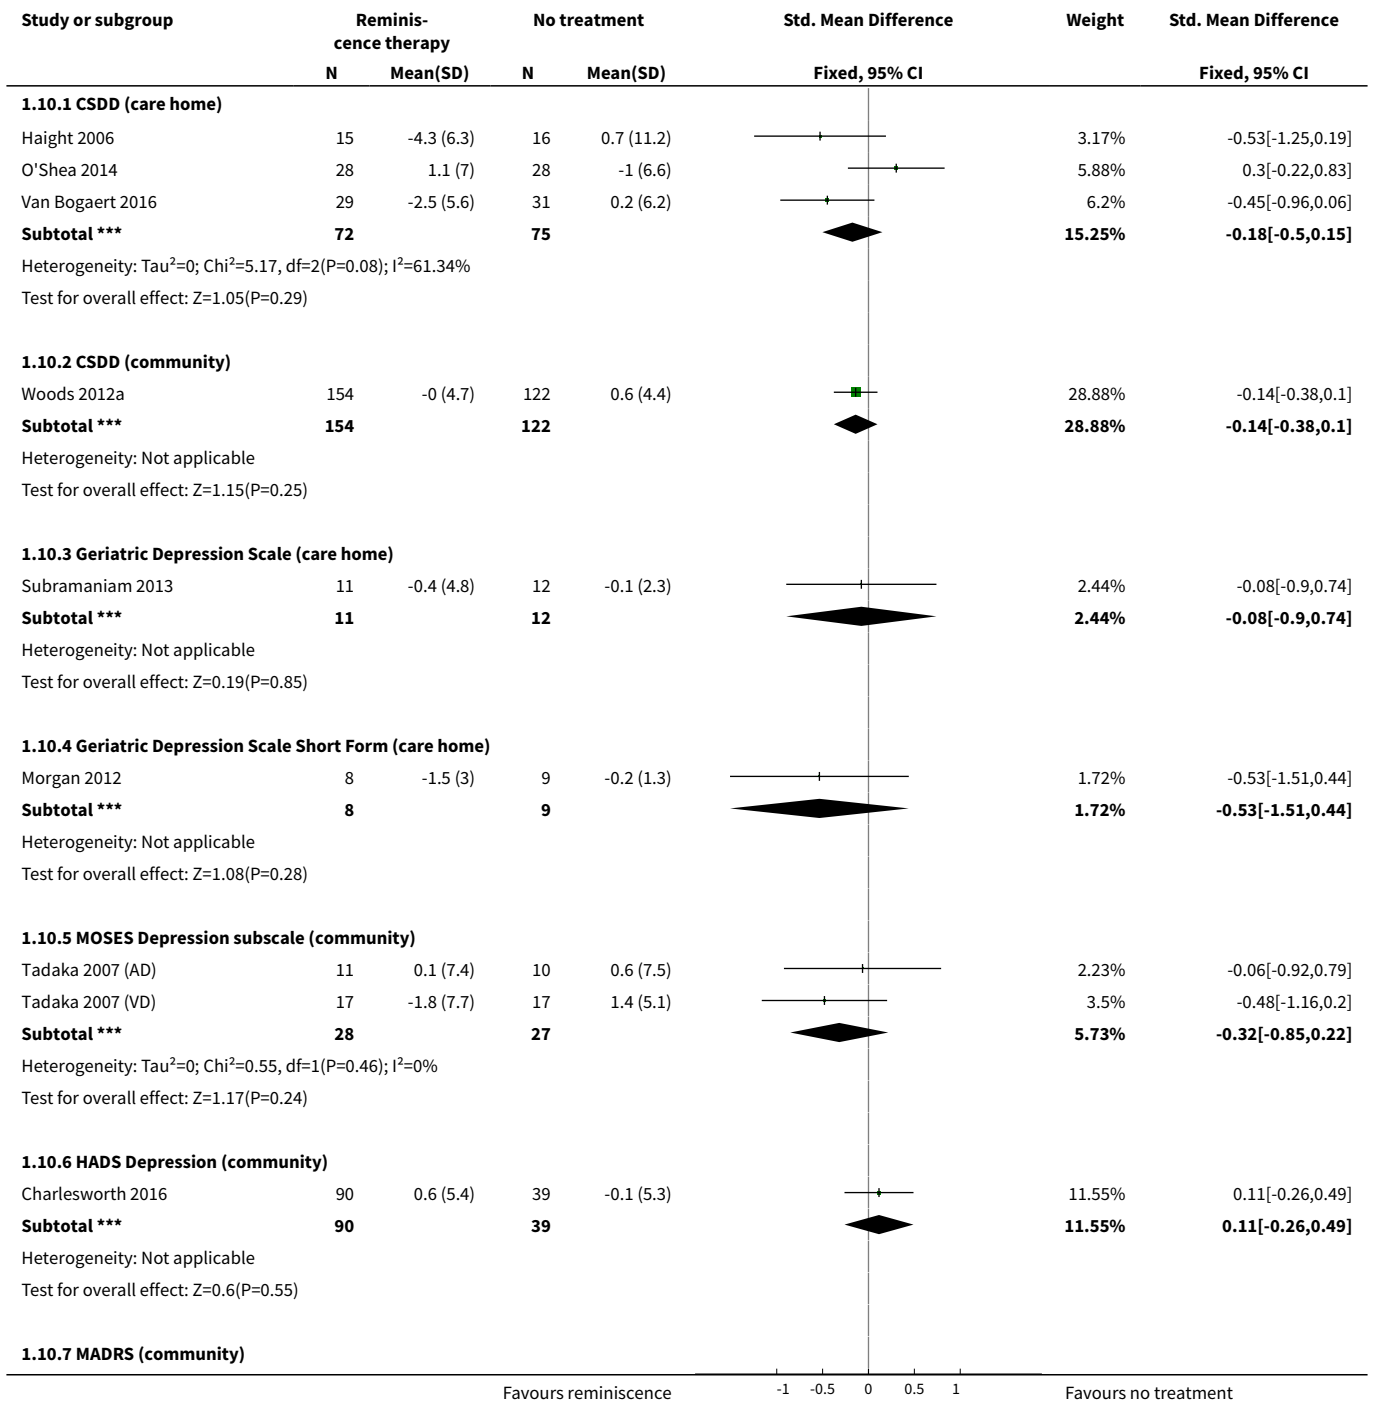 Study or subgroup Reminis- No treatment Std. Mean Difference Weight Std. Mean Difference
cence therapy
N Mean(SD) N Mean(SD) Fixed, 95% CI Fixed, 95% CI
1.10.1 CSDD (care home)
Haight 2006 15 -4.3 (6.3) 16 0.7 (11.2) 3.17% -0.53[-1.25,0.19]
O'Shea 2014 28 1.1 (7) 28 -1 (6.6) 5.88% 0.3[-0.22,0.83]
Van Bogaert 2016 29 -2.5 (5.6) 31 0.2 (6.2) 6.2% -0.45[-0.96,0.06]
Subtotal *** 72 75 15.25% -0.18[-0.5,0.15]
Heterogeneity: Tau²=0; Chi²=5.17, df=2(P=0.08); I²=61.34%
Test for overall effect: Z=1.05(P=0.29)
1.10.2 CSDD (community)
Woods 2012a 154 -0 (4.7) 122 0.6 (4.4) 28.88% -0.14[-0.38,0.1]
Subtotal *** 154 122 28.88% -0.14[-0.38,0.1]
Heterogeneity: Not applicable
Test for overall effect: Z=1.15(P=0.25)
1.10.3 Geriatric Depression Scale (care home)
Subramaniam 2013 11 -0.4 (4.8) 12 -0.1 (2.3) 2.44% -0.08[-0.9,0.74]
Subtotal *** 11 12 2.44% -0.08[-0.9,0.74]
Heterogeneity: Not applicable
Test for overall effect: Z=0.19(P=0.85)
1.10.4 Geriatric Depression Scale Short Form (care home)
Morgan 2012 8 -1.5 (3) 9 -0.2 (1.3) 1.72% -0.53[-1.51,0.44]
Subtotal *** 8 9 1.72% -0.53[-1.51,0.44]
Heterogeneity: Not applicable
Test for overall effect: Z=1.08(P=0.28)
1.10.5 MOSES Depression subscale (community)
Tadaka 2007 (AD) 11 0.1 (7.4) 10 0.6 (7.5) 2.23% -0.06[-0.92,0.79]
Tadaka 2007 (VD) 17 -1.8 (7.7) 17 1.4 (5.1) 3.5% -0.48[-1.16,0.2]
Subtotal *** 28 27 5.73% -0.32[-0.85,0.22]
Heterogeneity: Tau²=0; Chi²=0.55, df=1(P=0.46); I²=0%
Test for overall effect: Z=1.17(P=0.24)
1.10.6 HADS Depression (community)
Charlesworth 2016 90 0.6 (5.4) 39 -0.1 (5.3) 11.55% 0.11[-0.26,0.49]
Subtotal *** 90 39 11.55% 0.11[-0.26,0.49]
Heterogeneity: Not applicable
Test for overall effect: Z=0.6(P=0.55)
1.10.7 MADRS (community)
Favours reminiscence -1 -0.5 0 0.5 1 Favours no treatment